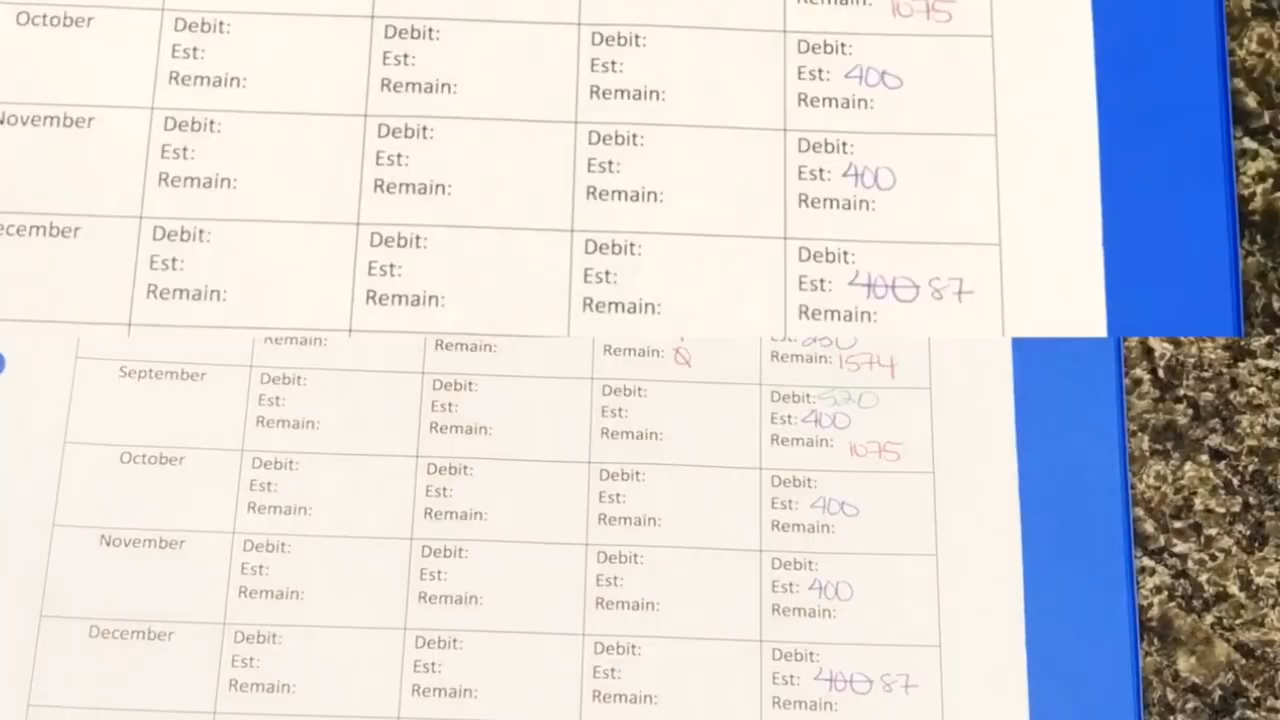 1075
October
Debit: Debit: Debit: Debit:
Est: Est: Est: Est: 400
Remain: Remain: Remain: Remain:
November
Debit: Debit: Debit: Debit:
Est: Est: Est: Est: 400
Remain: Remain: Remain: Remain:
Debit: Debit: Debit: Debit:
Est: Est: Est: Est: 400 87
Remain: Remain: Remain: Remain:
Remain: Remain: Remain: Remain: 1574
September
Debit: Debit: Debit: Debit: 520
Est: Est: Est: Est: 400
Remain: Remain: Remain: Remain: 1075
October
Debit: Debit: Debit: Debit:
Est: Est: Est: Est: 400
Remain: Remain: Remain: Remain:
November
Debit: Debit: Debit: Debit:
Est: Est: Est: Est: 400
Remain: Remain: Remain: Remain:
December
Debit: Debit: Debit: Debit:
Est: Est: Est: Est: 400 87
Remain: Remain: Remain: Remain: